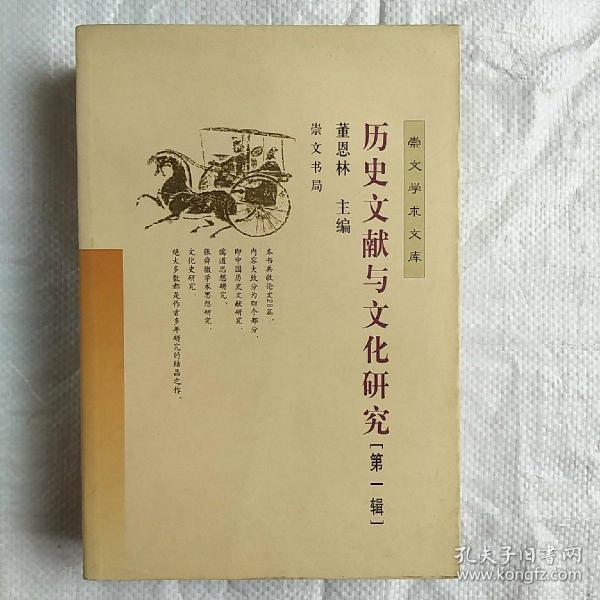 崇文学术文库
历史文献与文化研究[第一辑]
董恩林 主编
崇文书局
本书共收论文28篇，
内容大致分为四个部分，
即中国历史文献研究、
儒道思想研究、
张舜徽学术思想研究、
文化史研究。
绝大多数都是作者多年研究的结晶之作。
孔夫子旧书网
www.kongfz.com